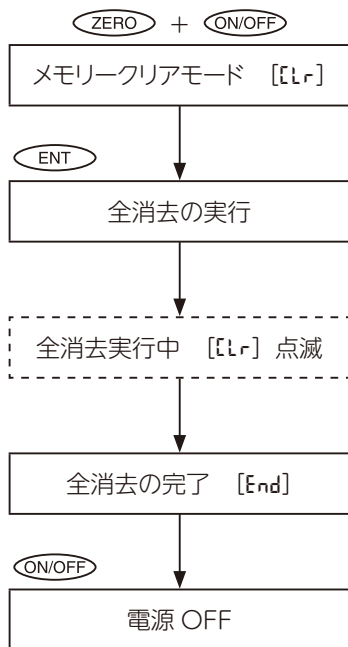 ZERO + ON/OFF
メモリークリアモード [CLr]
ENT
全消去の実行
全消去実行中 [CLr] 点滅
全消去の完了 [End]
ON/OFF
電源 OFF